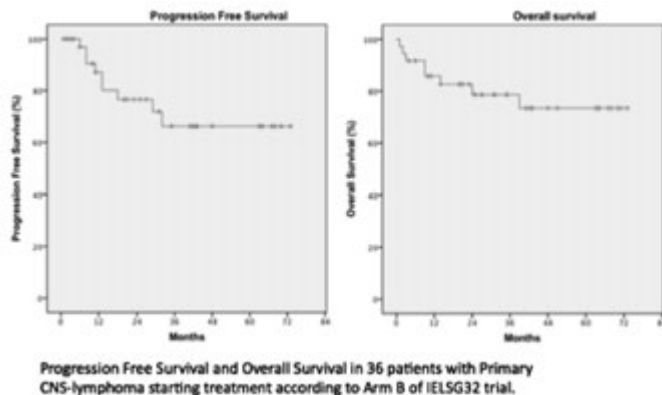 Progression Free Survival
Overall survival
Progression Free Survival (%)
100
80
60
40
20
0
0 12 24 36 48 60 72 84
Months
Overall Survival (%)
100
80
60
40
20
0
0 12 24 36 48 60 72 84
Months
Progression Free Survival and Overall Survival in 36 patients with Primary
CNS-lymphoma starting treatment according to Arm B of IELSG32 trial.